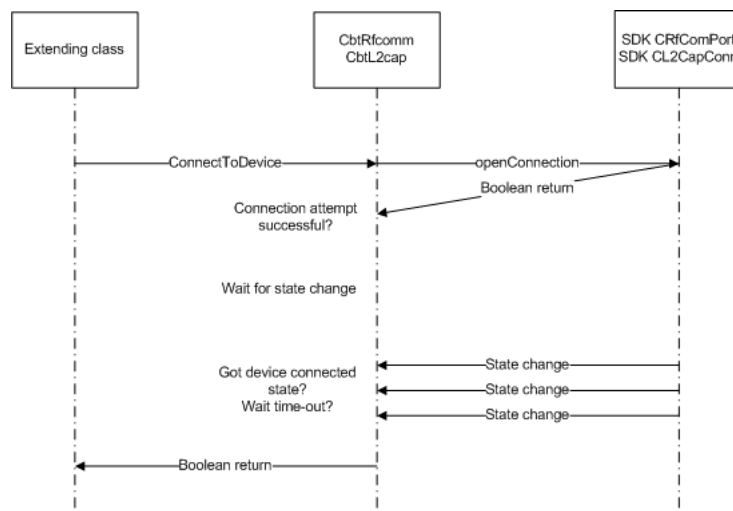 Extending class
CbtRfcomm
CbtL2cap
SDK CRfComPort
SDK CL2CapConn
ConnectToDevice
openConnection
Boolean return
Connection attempt
successful?
Wait for state change
Got device connected
state?
Wait time-out?
State change
State change
State change
Boolean return